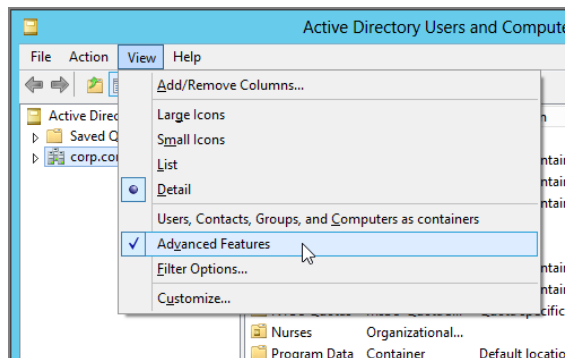 Active Directory Users and Compute
File Action View Help
Add/Remove Columns...
Active Direc
Large Icons
Saved Q
Small Icons
corp.co
List
Detail
Users, Contacts, Groups, and Computers as containers
Advanced Features
Filter Options...
Customize...
Nurses Organizational...
Program Data Container Default locatio